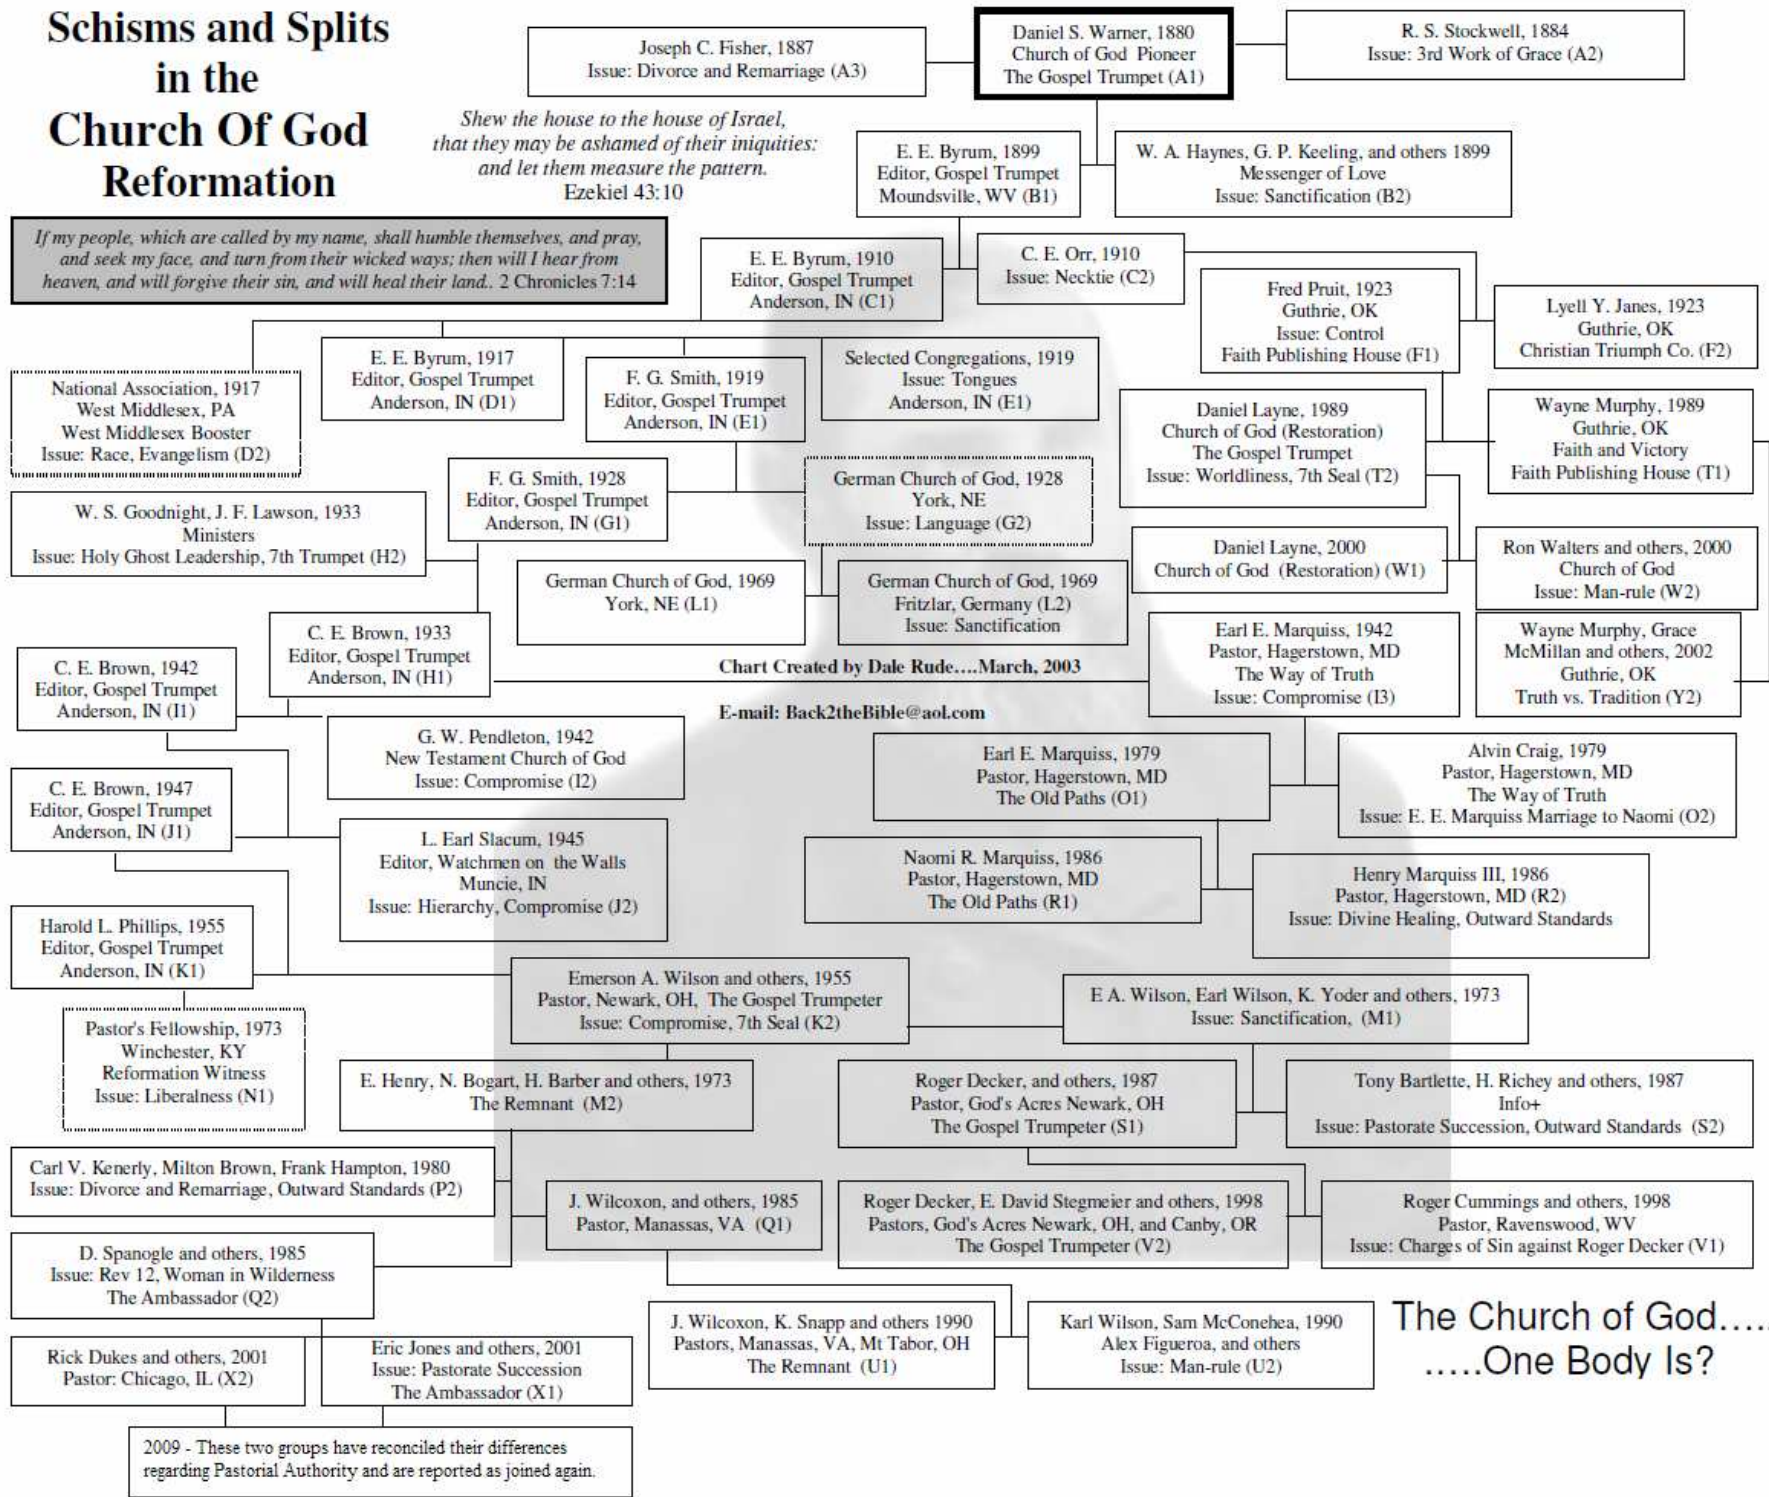 Schisms and Splits
in the
Church Of God
Reformation
Joseph C. Fisher, 1887
Issue: Divorce and Remarriage (A3)
Daniel S. Warner, 1880
Church of God Pioneer
The Gospel Trumpet (A1)
R. S. Stockwell, 1884
Issue: 3rd Work of Grace (A2)
Shew the house to the house of Israel,
that they may be ashamed of their iniquities:
and let them measure the pattern.
Ezekiel 43:10
E. E. Byrum, 1899
Editor, Gospel Trumpet
Moundsville, WV (B1)
W. A. Haynes, G. P. Keeling, and others 1899
Messenger of Love
Issue: Sanctification (B2)
If my people, which are called by my name, shall humble themselves, and pray,
and seek my face, and turn from their wicked ways; then will I hear from
heaven, and will forgive their sin, and will heal their land.. 2 Chronicles 7:14
E. E. Byrum, 1910
Editor, Gospel Trumpet
Anderson, IN (C1)
C. E. Orr, 1910
Issue: Necktie (C2)
Fred Pruit, 1923
Guthrie, OK
Issue: Control
Faith Publishing House (F1)
Lyell Y. Janes, 1923
Guthrie, OK
Christian Triumph Co. (F2)
National Association, 1917
West Middlesex, PA
West Middlesex Booster
Issue: Race, Evangelism (D2)
E. E. Byrum, 1917
Editor, Gospel Trumpet
Anderson, IN (D1)
F. G. Smith, 1919
Editor, Gospel Trumpet
Anderson, IN (E1)
Selected Congregations, 1919
Issue: Tongues
Anderson, IN (E1)
Daniel Layne, 1989
Church of God (Restoration)
The Gospel Trumpet
Issue: Worldliness, 7th Seal (T2)
Wayne Murphy, 1989
Guthrie, OK
Faith and Victory
Faith Publishing House (T1)
W. S. Goodnight, J. F. Lawson, 1933
Ministers
Issue: Holy Ghost Leadership, 7th Trumpet (H2)
F. G. Smith, 1928
Editor, Gospel Trumpet
Anderson, IN (G1)
German Church of God, 1928
York, NE
Issue: Language (G2)
Daniel Layne, 2000
Church of God (Restoration) (W1)
Ron Walters and others, 2000
Church of God
Issue: Man-rule (W2)
German Church of God, 1969
York, NE (L1)
German Church of God, 1969
Fritzlar, Germany (L2)
Issue: Sanctification
C. E. Brown, 1933
Editor, Gospel Trumpet
Anderson, IN (H1)
Earl E. Marquiss, 1942
Pastor, Hagerstown, MD
The Way of Truth
Issue: Compromise (I3)
Wayne Murphy, Grace
McMillan and others, 2002
Guthrie, OK
Truth vs. Tradition (Y2)
C. E. Brown, 1942
Editor, Gospel Trumpet
Anderson, IN (I1)
Chart Created by Dale Rude....March, 2003
E-mail: Back2theBible@aol.com
G. W. Pendleton, 1942
New Testament Church of God
Issue: Compromise (I2)
Earl E. Marquiss, 1979
Pastor, Hagerstown, MD
The Old Paths (O1)
Alvin Craig, 1979
Pastor, Hagerstown, MD
The Way of Truth
Issue: E. E. Marquiss Marriage to Naomi (O2)
C. E. Brown, 1947
Editor, Gospel Trumpet
Anderson, IN (J1)
L. Earl Slacum, 1945
Editor, Watchmen on the Walls
Muncie, IN
Issue: Hierarchy, Compromise (J2)
Naomi R. Marquiss, 1986
Pastor, Hagerstown, MD
The Old Paths (R1)
Henry Marquiss III, 1986
Pastor, Hagerstown, MD (R2)
Issue: Divine Healing, Outward Standards
Harold L. Phillips, 1955
Editor, Gospel Trumpet
Anderson, IN (K1)
Emerson A. Wilson and others, 1955
Pastor, Newark, OH, The Gospel Trumpeter
Issue: Compromise, 7th Seal (K2)
E A. Wilson, Earl Wilson, K. Yoder and others, 1973
Issue: Sanctification, (M1)
Pastor's Fellowship, 1973
Winchester, KY
Reformation Witness
Issue: Liberalness (N1)
E. Henry, N. Bogart, H. Barber and others, 1973
The Remnant (M2)
Roger Decker, and others, 1987
Pastor, God's Acres Newark, OH
The Gospel Trumpeter (S1)
Tony Bartlette, H. Richey and others, 1987
Info+
Issue: Pastorate Succession, Outward Standards (S2)
Carl V. Kenerly, Milton Brown, Frank Hampton, 1980
Issue: Divorce and Remarriage, Outward Standards (P2)
J. Wilcoxon, and others, 1985
Pastor, Manassas, VA (Q1)
Roger Decker, E. David Stegmeier and others, 1998
Pastors, God's Acres Newark, OH, and Canby, OR
The Gospel Trumpeter (V2)
Roger Cummings and others, 1998
Pastor, Ravenswood, WV
Issue: Charges of Sin against Roger Decker (V1)
D. Spanogle and others, 1985
Issue: Rev 12, Woman in Wilderness
The Ambassador (Q2)
J. Wilcoxon, K. Snapp and others 1990
Pastors, Manassas, VA, Mt Tabor, OH
The Remnant (U1)
Karl Wilson, Sam McConehea, 1990
Alex Figueroa, and others
Issue: Man-rule (U2)
The Church of God.....
.....One Body Is?
Rick Dukes and others, 2001
Pastor: Chicago, IL (X2)
Eric Jones and others, 2001
Issue: Pastorate Succession
The Ambassador (X1)
2009 - These two groups have reconciled their differences
regarding Pastorial Authority and are reported as joined again.